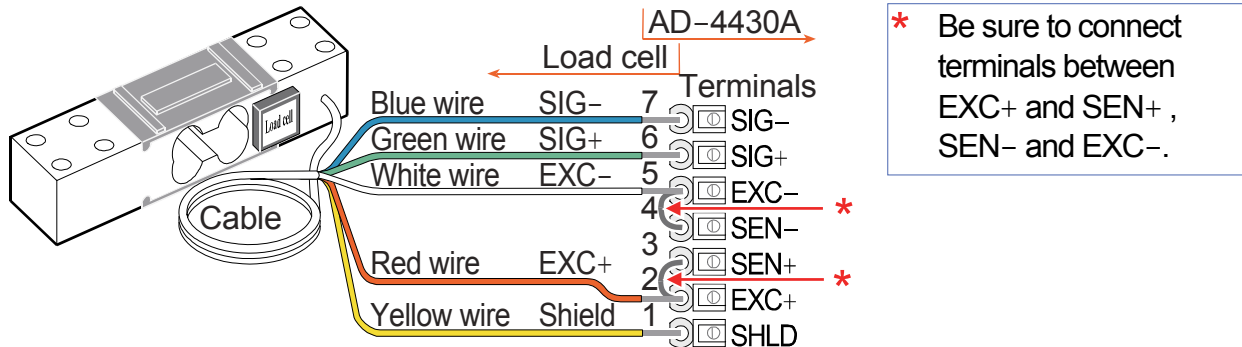 AD-4430A
Load cell
Terminals
Blue wire SIG- 7 SIG-
Green wire SIG+ 6 SIG+
White wire EXC- 5 EXC-
4 * SEN-
3 SEN+
Red wire EXC+ 2 * EXC+
Yellow wire Shield 1 SHLD
Load cell
Cable
* Be sure to connect
terminals between
EXC+ and SEN+ ,
SEN- and EXC-.